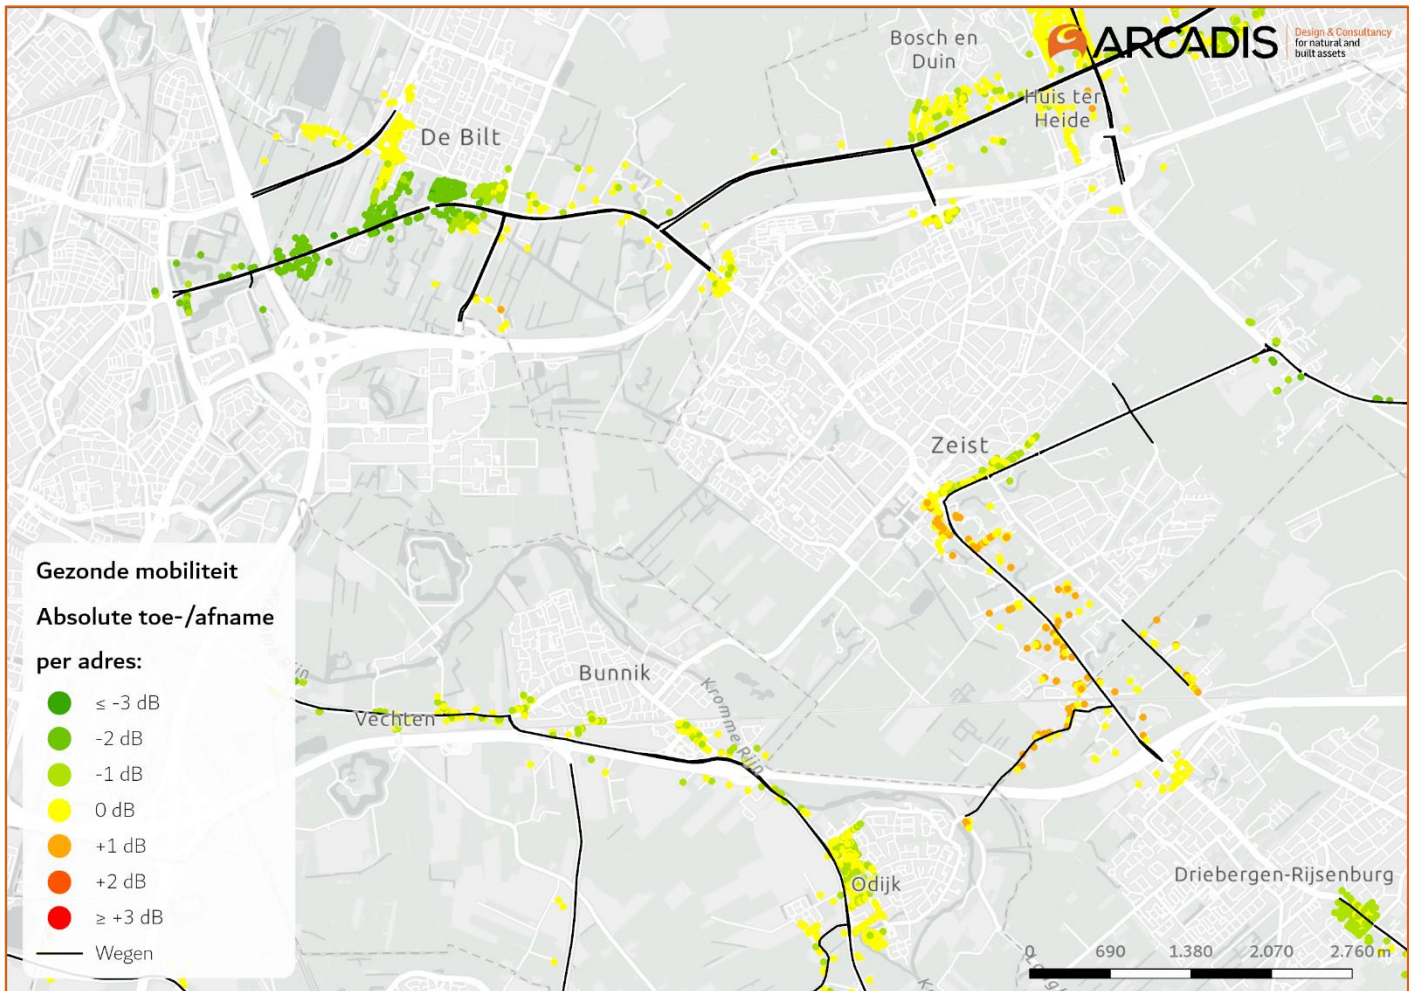 Bosch en
Duin
ARCADIS
Design & Consultancy
for natural and
built assets
Huis ter
Heide
De Bilt
Zeist
Gezonde mobiliteit
Absolute toe-/afname
per adres:
≤ -3 dB
-2 dB
-1 dB
0 dB
+1 dB
+2 dB
≥ +3 dB
Wegen
Bunnik
Vechten
Kromme Rijn
Odijk
Driebergen-Rijsenburg
0 690 1.380 2.070 2.760 m